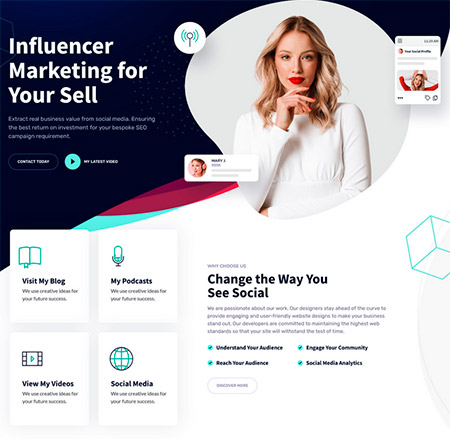 Influencer
Marketing for
Your Sell
Extract real business value from social media. Ensuring
the best return on investment for your bespoke SEO
campaign requirement.
CONTACT TODAY
MY LATEST VIDEO
Your Social Profile
MARY J.
Visit My Blog
We use creative ideas for
your future success.
My Podcasts
We use creative ideas for
your future success.
View My Videos
We use creative ideas for
your future success.
Social Media
We use creative ideas for
your future success.
WHY CHOOSE US
Change the Way You
See Social
We are passionate about our work. Our designers stay ahead of the curve to
provide engaging and user-friendly website designs to make your business
stand out. Our developers are committed to maintaining the highest web
standards so that your site will withstand the test of time.
Understand Your Audience
Engage Your Community
Reach Your Audience
Social Media Analytics
DISCOVER MORE